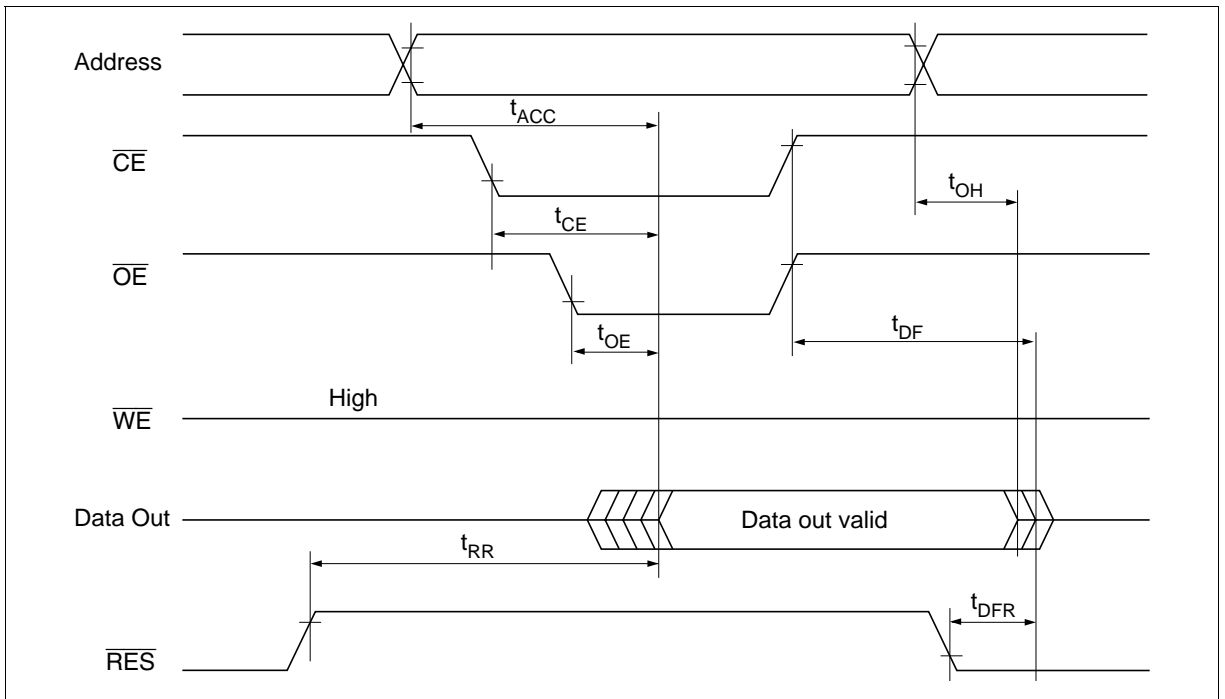 Address
tACC
CE
tOH
tCE
OE
tDF
tOE
High
WE
Data Out
Data out valid
tRR
tDFR
RES